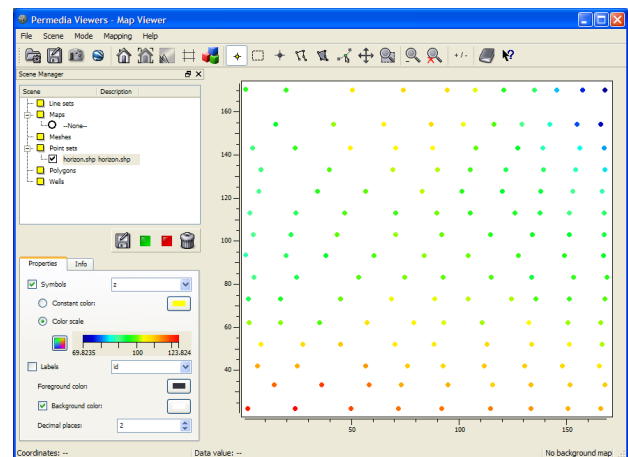 Permedia Viewers - Map Viewer
File Scene Mode Mapping Help
+/-
Scene Manager
Scene Description
Line sets
Maps
--None--
Meshes
Point sets
horizon.shp horizon.shp
Polygons
Wells
Properties Info
Symbols z
Constant color:
Color scale
69.8235 100 123.824
Labels id
Foreground color:
Background color:
Decimal places: 2
160
140
120
100
80
60
40
50 100 150
Coordinates: -- Data value: -- No background map